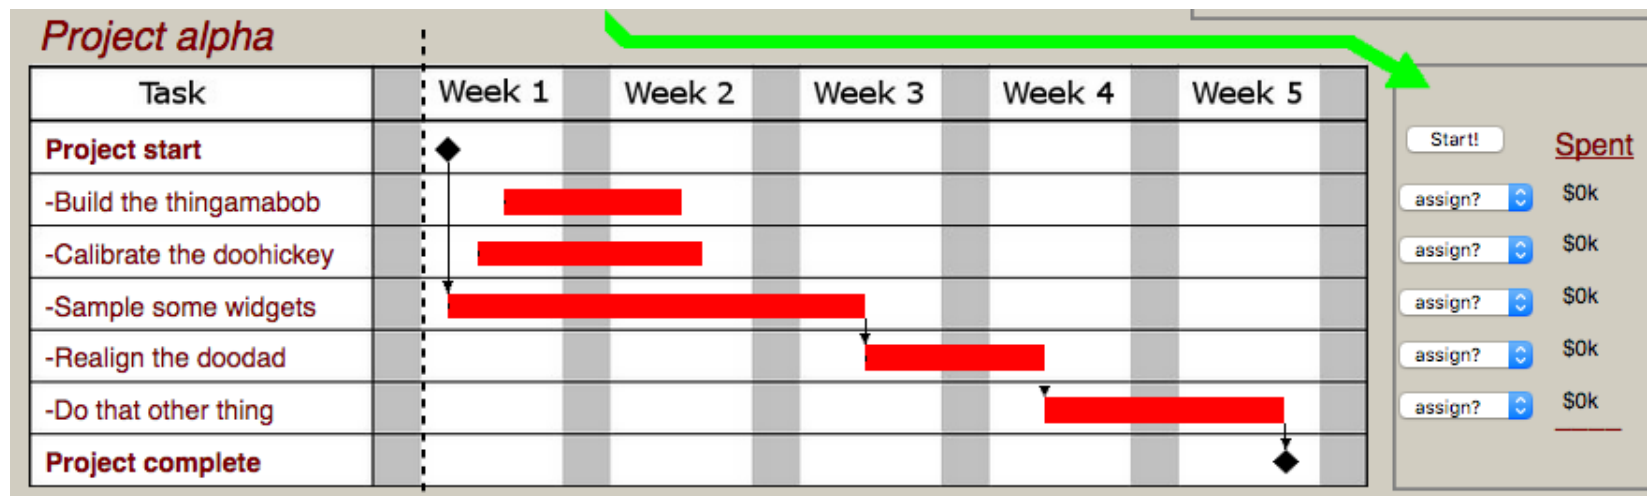 Project alpha
Task Week 1 Week 2 Week 3 Week 4 Week 5
Project start Start! Spent
-Build the thingamabob assign? $0k
-Calibrate the doohickey assign? $0k
-Sample some widgets assign? $0k
-Realign the doodad assign? $0k
-Do that other thing assign? $0k
Project complete